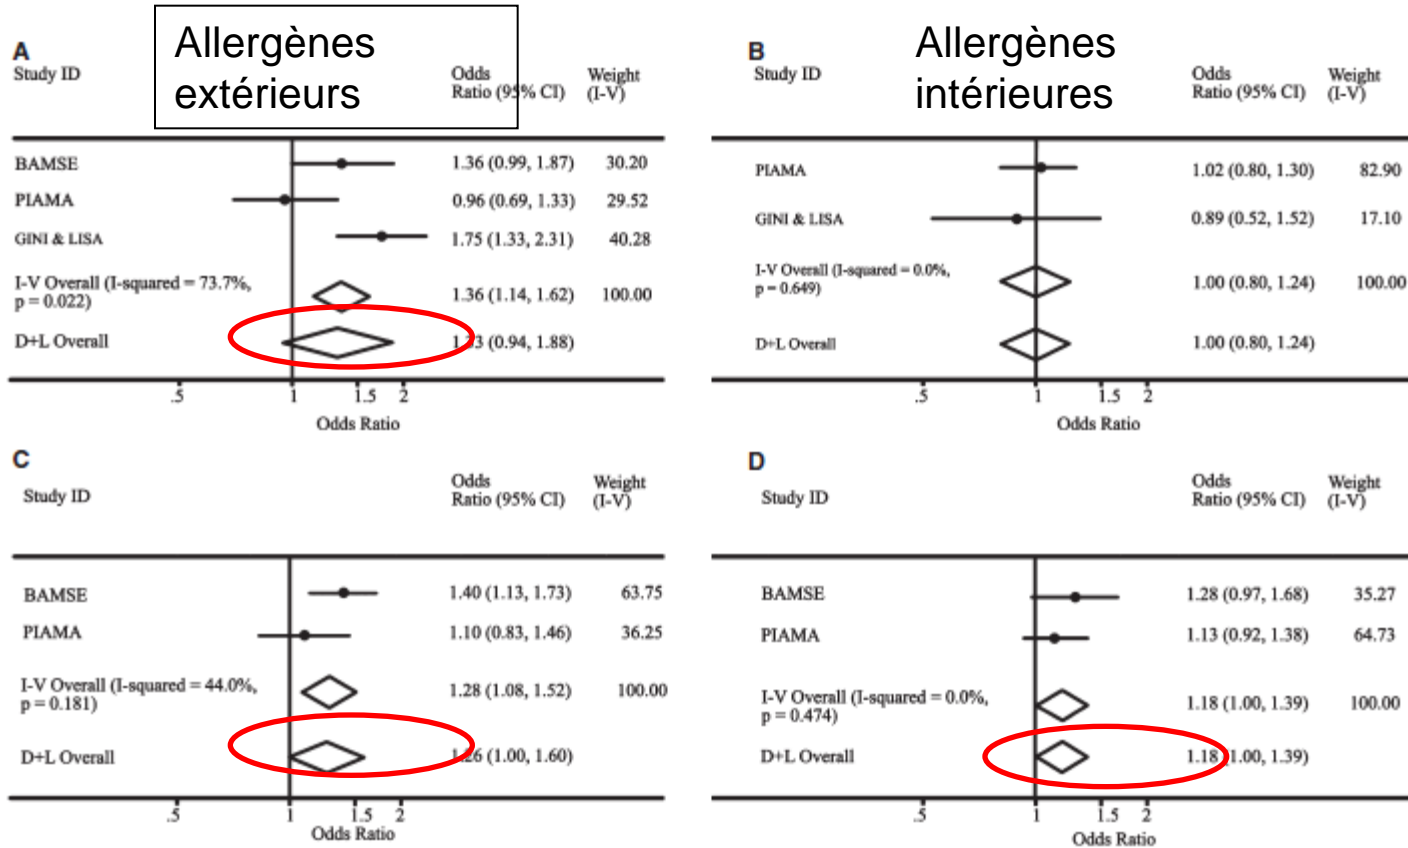 A
Allergènes
extérieurs
Study ID
Odds
Ratio (95% CI)
Weight
(I-V)
BAMSE 1.36 (0.99, 1.87) 30.20
PIAMA 0.96 (0.69, 1.33) 29.52
GINI & LISA 1.75 (1.33, 2.31) 40.28
I-V Overall (I-squared = 73.7%,
p = 0.022) 1.36 (1.14, 1.62) 100.00
D+L Overall 1.33 (0.94, 1.88)
.5 1 1.5 2
Odds Ratio
B
Allergènes
intérieures
Study ID
Odds
Ratio (95% CI)
Weight
(I-V)
PIAMA 1.02 (0.80, 1.30) 82.90
GINI & LISA 0.89 (0.52, 1.52) 17.10
I-V Overall (I-squared = 0.0%,
p = 0.649) 1.00 (0.80, 1.24) 100.00
D+L Overall 1.00 (0.80, 1.24)
.5 1 1.5 2
Odds Ratio
C
Study ID
Odds
Ratio (95% CI)
Weight
(I-V)
BAMSE 1.40 (1.13, 1.73) 63.75
PIAMA 1.10 (0.83, 1.46) 36.25
I-V Overall (I-squared = 44.0%,
p = 0.181) 1.28 (1.08, 1.52) 100.00
D+L Overall 1.26 (1.00, 1.60)
.5 1 1.5 2
Odds Ratio
D
Study ID
Odds
Ratio (95% CI)
Weight
(I-V)
BAMSE 1.28 (0.97, 1.68) 35.27
PIAMA 1.13 (0.92, 1.38) 64.73
I-V Overall (I-squared = 0.0%,
p = 0.474) 1.18 (1.00, 1.39) 100.00
D+L Overall 1.18 (1.00, 1.39)
.5 1 1.5 2
Odds Ratio